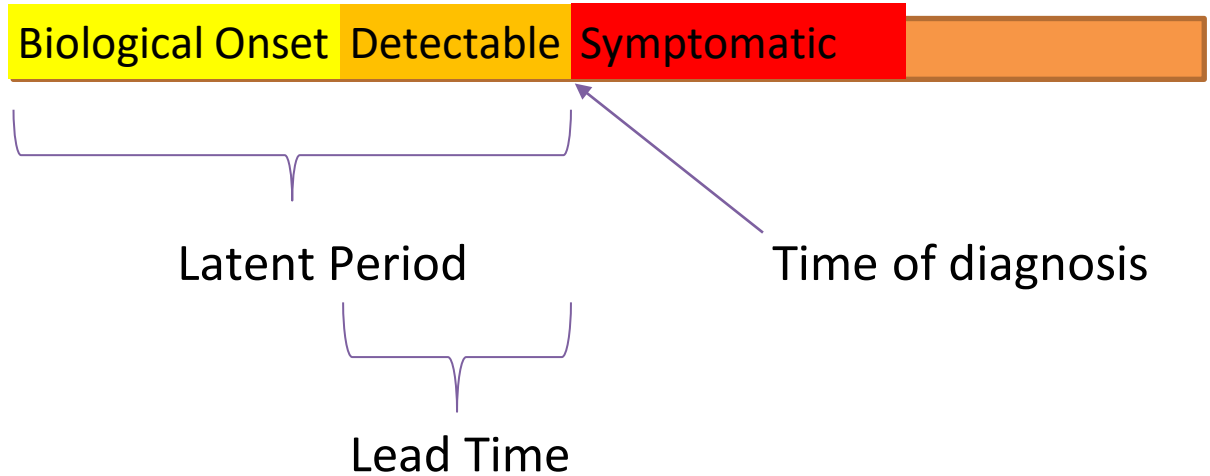 Biological Onset Detectable Symptomatic
Latent Period Time of diagnosis
Lead Time